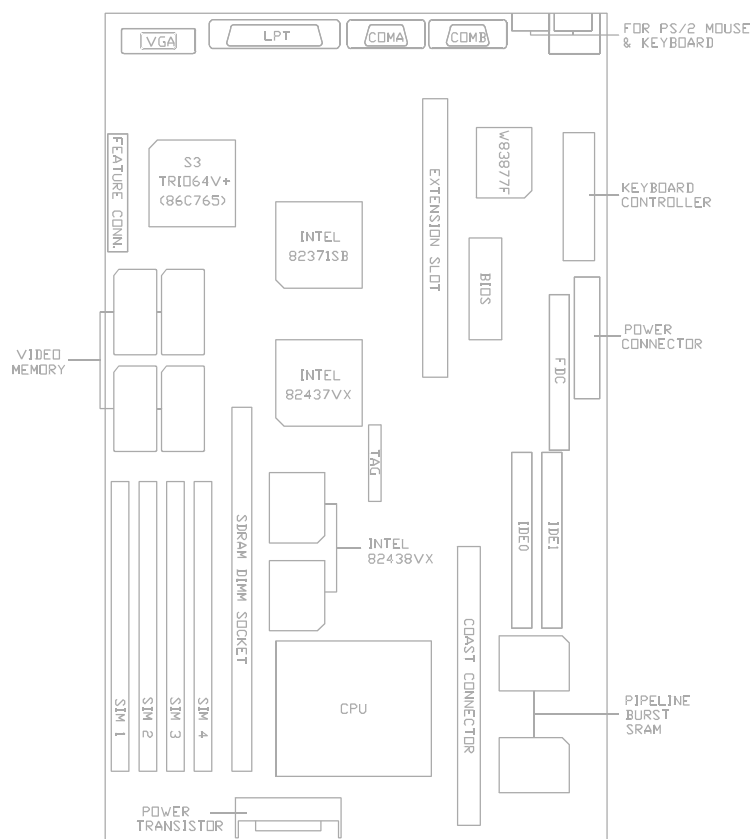 VGA
LPT
COMA
COMB
FOR PS/2 MOUSE
& KEYBOARD
FEATURE CONN.
S3
TRIO64V+
(86C765)
EXTENSION SLOT
W83877F
KEYBOARD
CONTROLLER
INTEL
82371SB
BIOS
VIDEO
MEMORY
INTEL
82437VX
FDC
POWER
CONNECTOR
TAG
SDRAM DIMM SOCKET
INTEL
82438VX
IDE0
IDE1
SIM 1
SIM 2
SIM 3
SIM 4
CPU
COAST CONNECTOR
PIPELINE
BURST
SRAM
POWER
TRANSISTOR